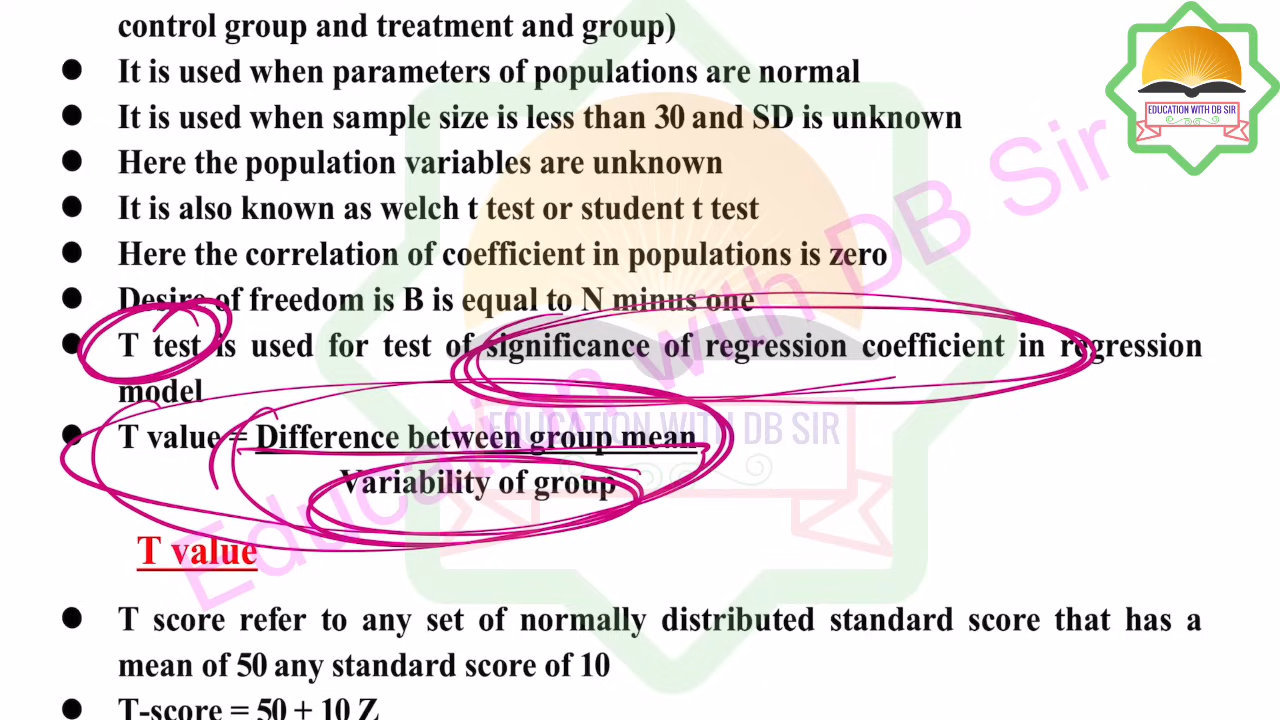 control group and treatment and group)
● It is used when parameters of populations are normal
● It is used when sample size is less than 30 and SD is unknown
● Here the population variables are unknown
● It is also known as welch t test or student t test
● Here the correlation of coefficient in populations is zero
● Desire of freedom is B is equal to N minus one
● T test is used for test of significance of regression coefficient in regression
model
● T value = Difference between group mean
Variability of group
T value
● T score refer to any set of normally distributed standard score that has a
mean of 50 any standard score of 10
● T-score = 50 + 10 Z
EDUCATION WITH DB SIR
EDUCATION WITH DB SIR
Education with DB Sir